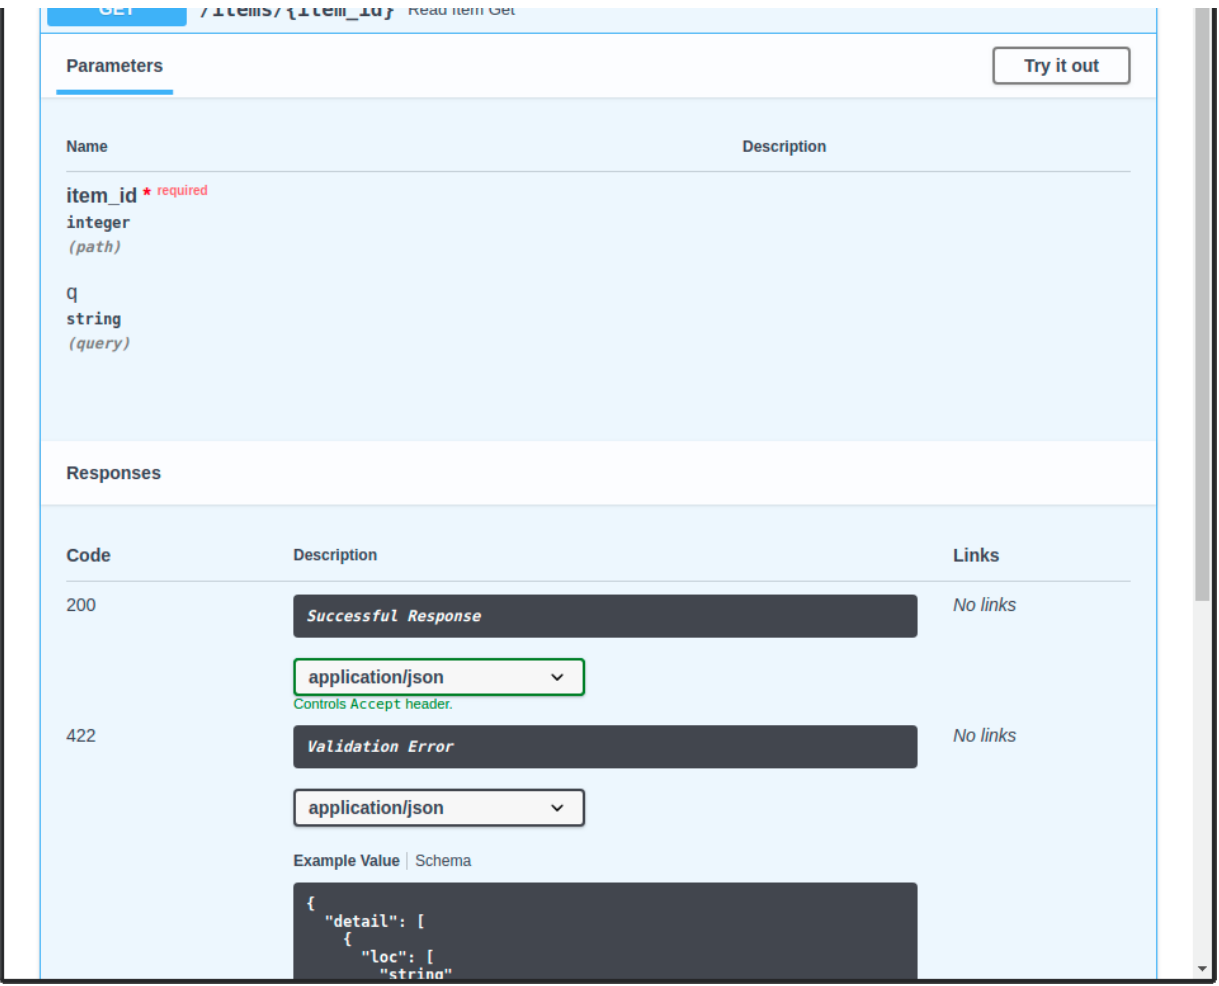 GET /items/{item_id} Read Item Get
Parameters
Try it out
Name
Description
item_id * required
integer
(path)
q
string
(query)
Responses
Code
Description
Links
200
Successful Response
No links
application/json
Controls Accept header.
422
Validation Error
No links
application/json
Example Value | Schema
{
"detail": [
{
"loc": [
"string"